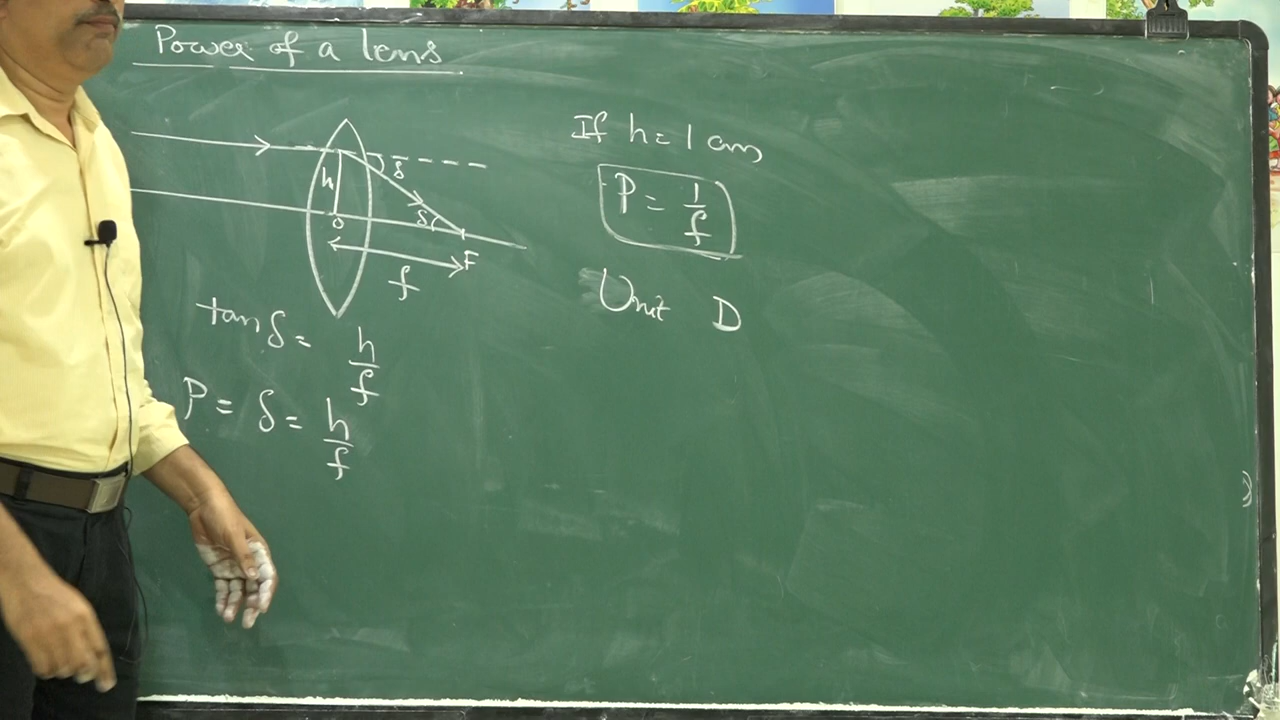 Power of a lens
h
δ
δ
O
F
f
tan δ = h/f
P = δ = h/f
If h = 1 cm
P = 1/f
Unit D